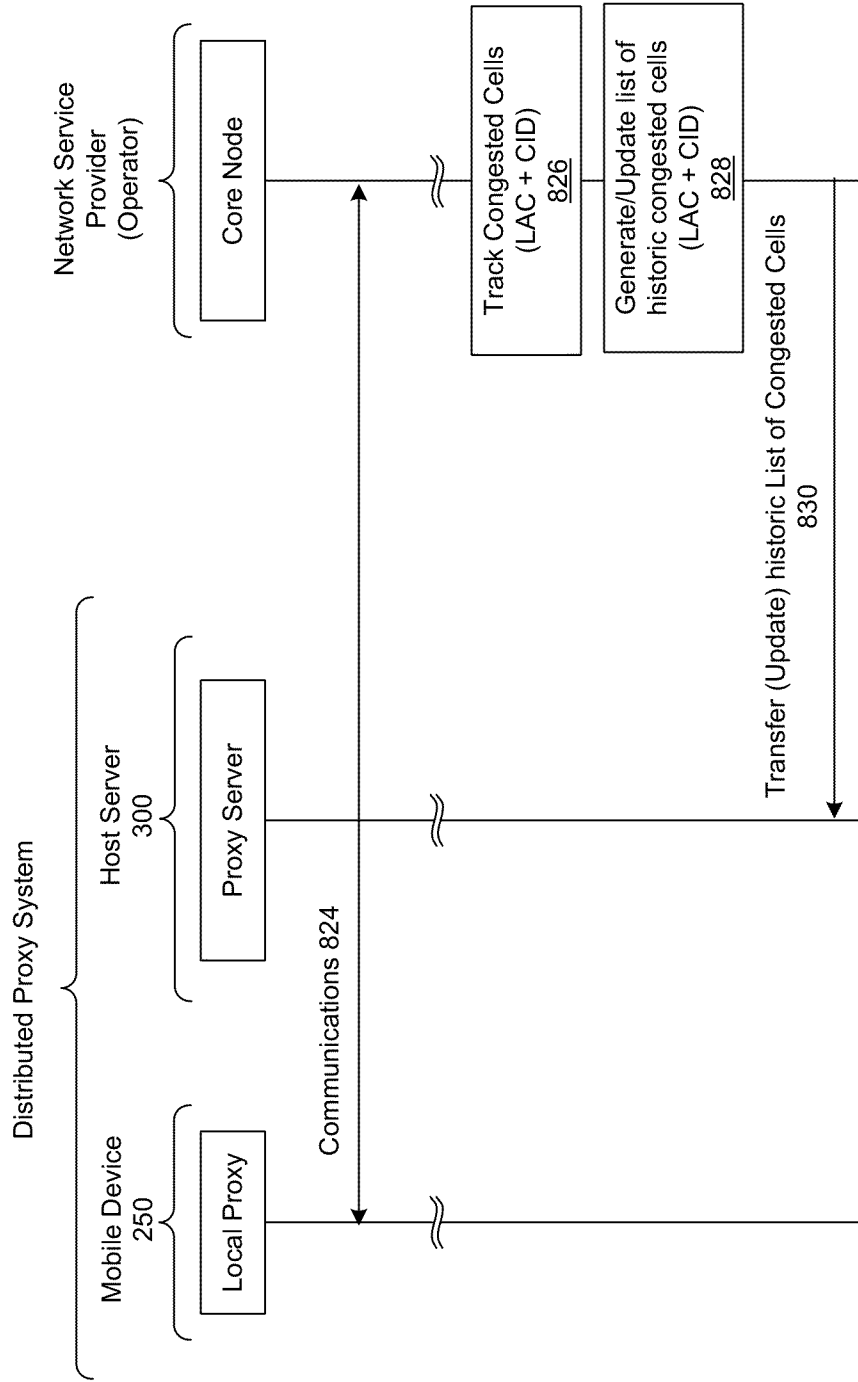 Distributed Proxy System
Mobile Device
250
Host Server
300
Network Service
Provider
(Operator)
Local Proxy
Proxy Server
Core Node
Communications 824
Track Congested Cells
(LAC + CID)
826
Generate/Update list of
historic congested cells
(LAC + CID)
828
Transfer (Update) historic List of Congested Cells
830